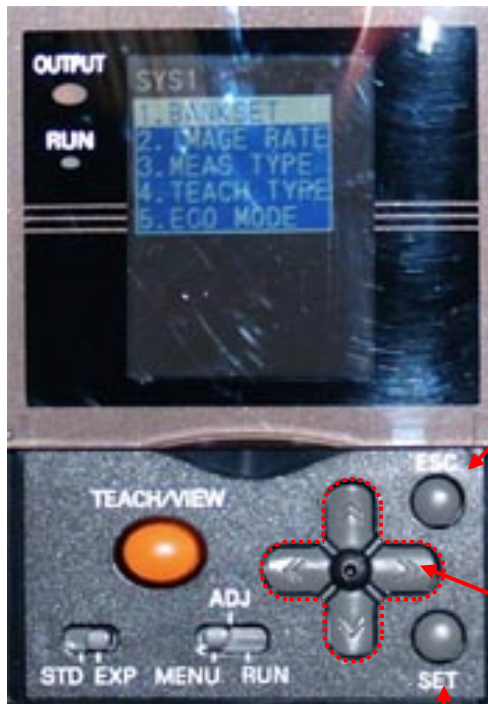 OUTPUT
RUN
SYS1
1.BANKSET
2.IMAGE RATE
3.MEAS TYPE
4.TEACH TYPE
5.ECO MODE
ESC
TEACH/VIEW
ADJ
STD EXP MENU RUN
SET